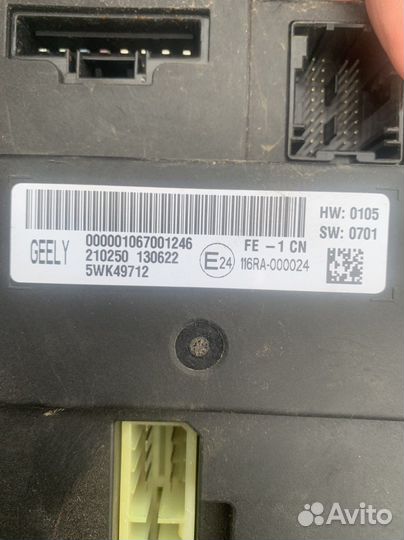 000001067001246
GEELY
210250 130622
5WK49712
FE -1 CN
E24
116RA-000024
HW: 0105
SW: 0701
Avito